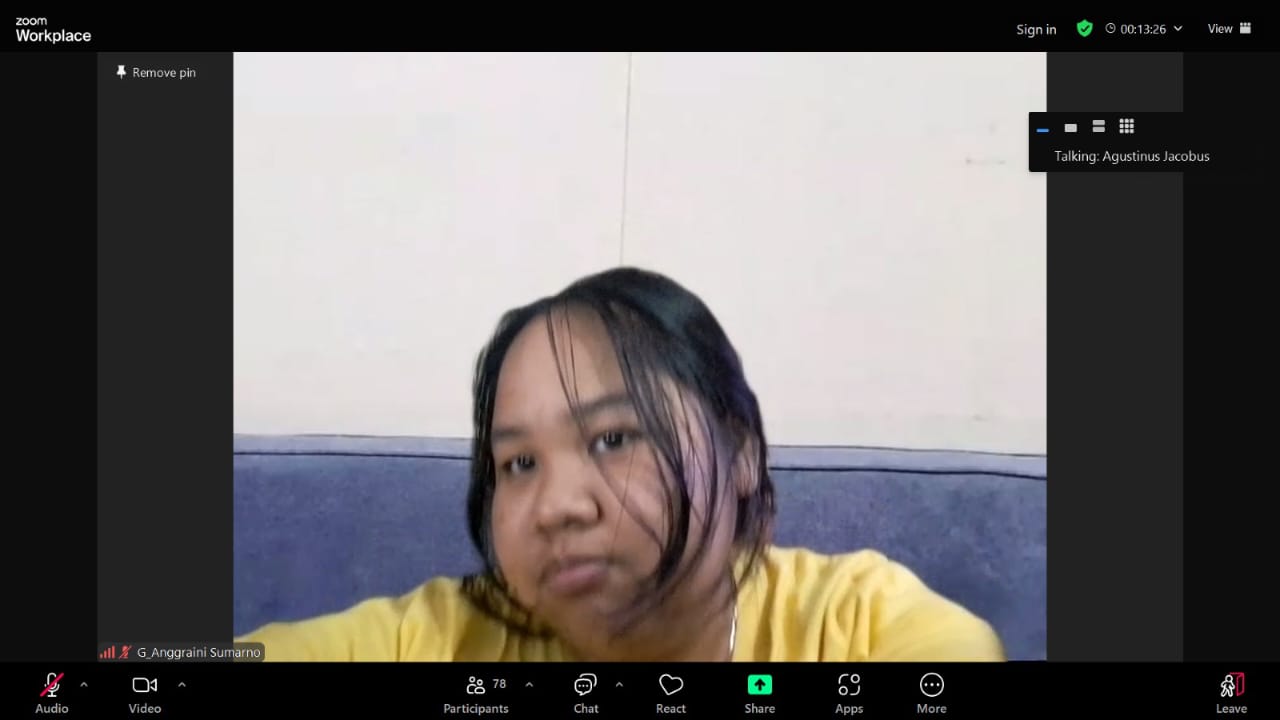 zoom
Workplace
Sign in
00:13:26
View
Remove pin
Talking: Agustinus Jacobus
G_Anggraini Sumarno
Audio
Video
78
Participants
Chat
React
Share
Apps
More
Leave